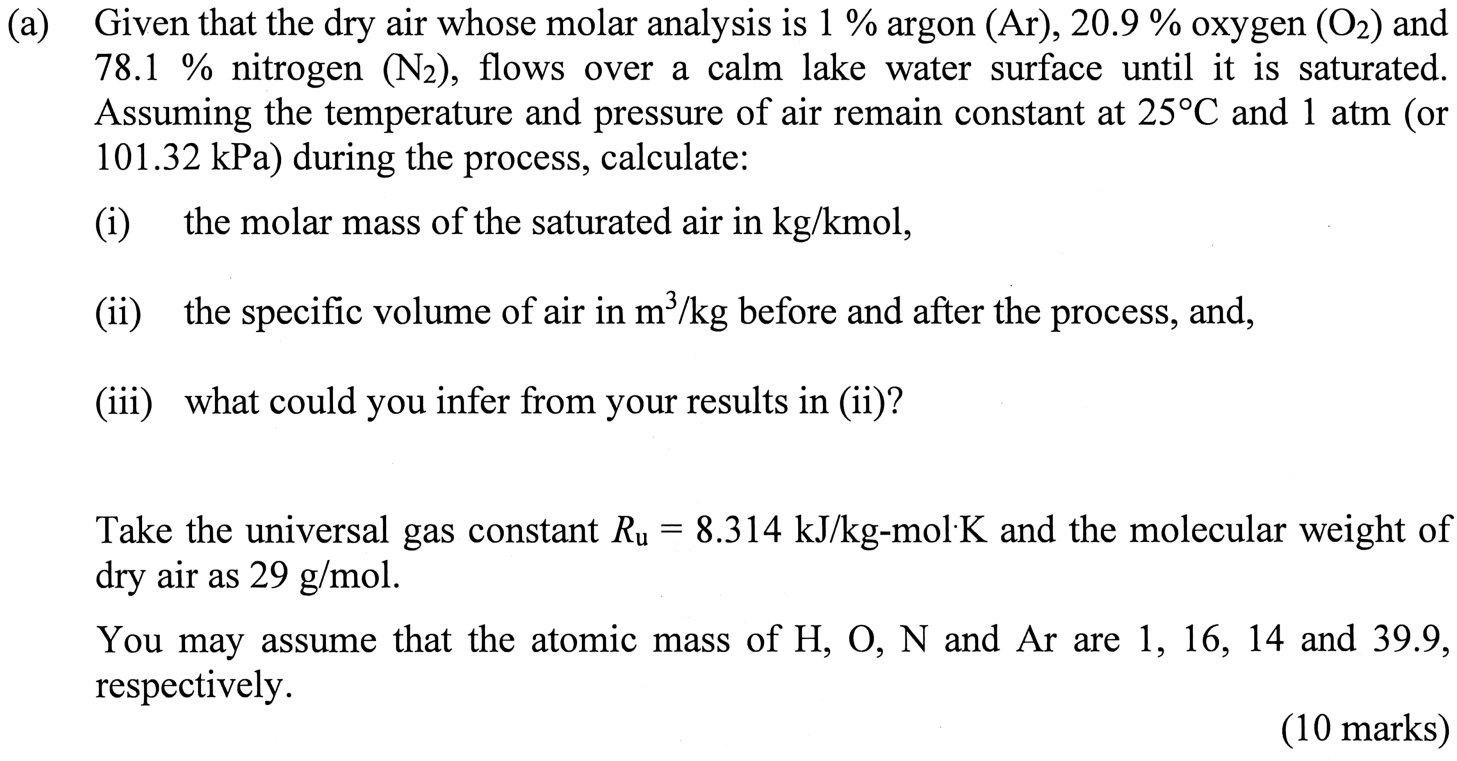 (a) Given that the dry air whose molar analysis is 1 % argon (Ar), 20.9 % oxygen (O₂) and
78.1 % nitrogen (N₂), flows over a calm lake water surface until it is saturated.
Assuming the temperature and pressure of air remain constant at 25°C and 1 atm (or
101.32 kPa) during the process, calculate:
(i) the molar mass of the saturated air in kg/kmol,
(ii) the specific volume of air in m³/kg before and after the process, and,
(iii) what could you infer from your results in (ii)?
Take the universal gas constant Rᵤ = 8.314 kJ/kg-mol·K and the molecular weight of
dry air as 29 g/mol.
You may assume that the atomic mass of H, O, N and Ar are 1, 16, 14 and 39.9,
respectively.
(10 marks)